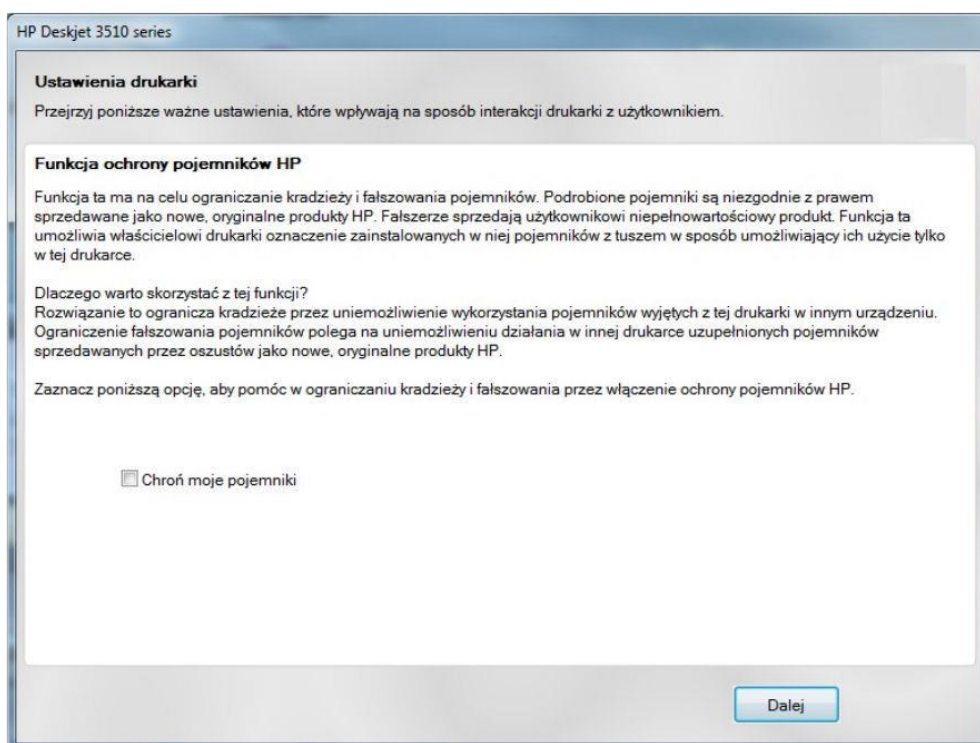 HP Deskjet 3510 series
Ustawienia drukarki
Przejrzyj poniższe ważne ustawienia, które wpływają na sposób interakcji drukarki z użytkownikiem.
Funkcja ochrony pojemników HP
Funkcja ta ma na celu ograniczanie kradzieży i fałszowania pojemników. Podrobione pojemniki są niezgodnie z prawem
sprzedawane jako nowe, oryginalne produkty HP. Fałszerze sprzedają użytkownikowi niepełnowartościowy produkt. Funkcja ta
umożliwia właścicielowi drukarki oznaczenie zainstalowanych w niej pojemników z tuszem w sposób umożliwiający ich użycie tylko
w tej drukarce.
Dlaczego warto skorzystać z tej funkcji?
Rozwiązanie to ogranicza kradzieże przez uniemożliwienie wykorzystania pojemników wyjętych z tej drukarki w innym urządzeniu.
Ograniczenie fałszowania pojemników polega na uniemożliwieniu działania w innej drukarce uzupełnionych pojemników
sprzedawanych przez oszustów jako nowe, oryginalne produkty HP.
Zaznacz poniższą opcję, aby pomóc w ograniczaniu kradzieży i fałszowania przez włączenie ochrony pojemników HP.
Chroń moje pojemniki
Dalej